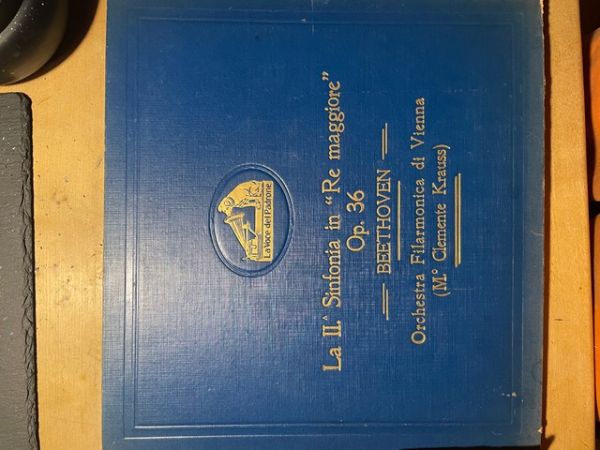 La Voce del Padrone
La II.ᴬ Sinfonia in "Re maggiore"
Op. 36
BEETHOVEN
Orchestra Filarmonica di Vienna
(M.° Clemente Krauss)